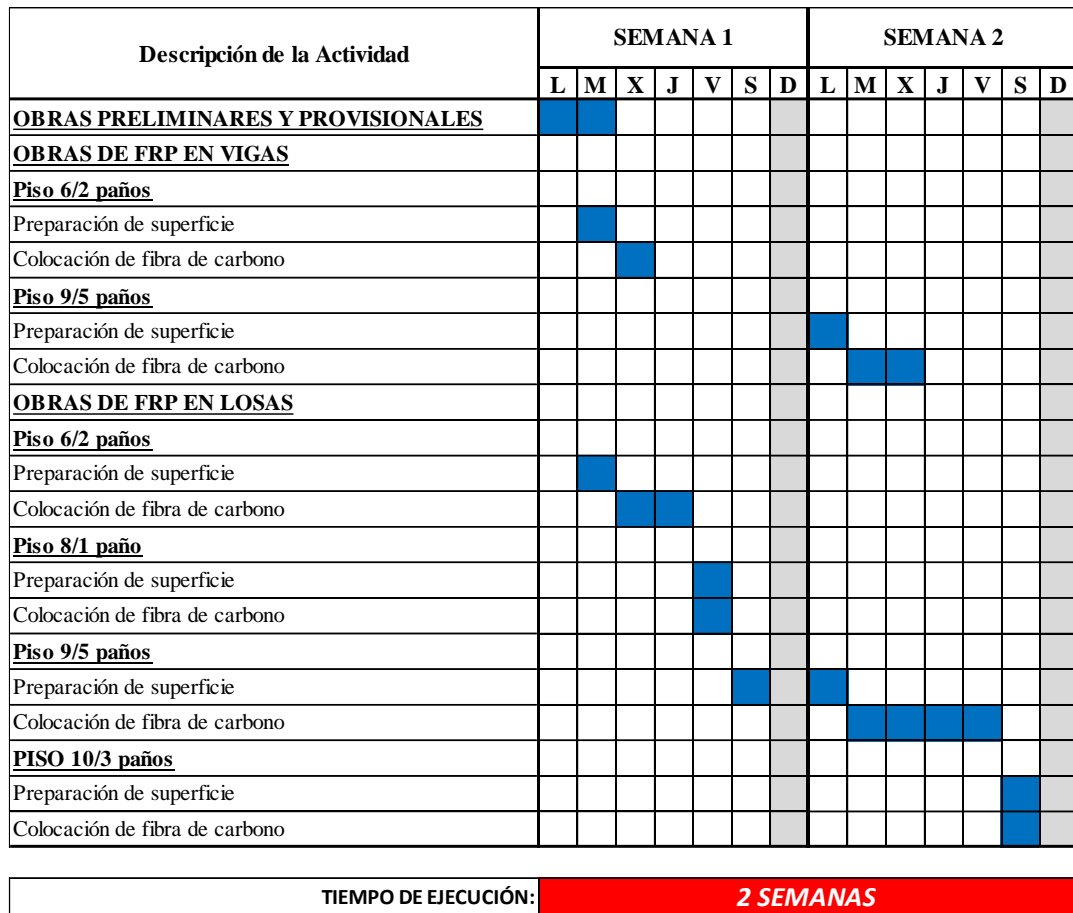 Descripción de la Actividad
SEMANA 1
SEMANA 2
L M X J V S D L M X J V S D
OBRAS PRELIMINARES Y PROVISIONALES
OBRAS DE FRP EN VIGAS
Piso 6/2 paños
Preparación de superficie
Colocación de fibra de carbono
Piso 9/5 paños
Preparación de superficie
Colocación de fibra de carbono
OBRAS DE FRP EN LOSAS
Piso 6/2 paños
Preparación de superficie
Colocación de fibra de carbono
Piso 8/1 paño
Preparación de superficie
Colocación de fibra de carbono
Piso 9/5 paños
Preparación de superficie
Colocación de fibra de carbono
PISO 10/3 paños
Preparación de superficie
Colocación de fibra de carbono
TIEMPO DE EJECUCIÓN: 2 SEMANAS